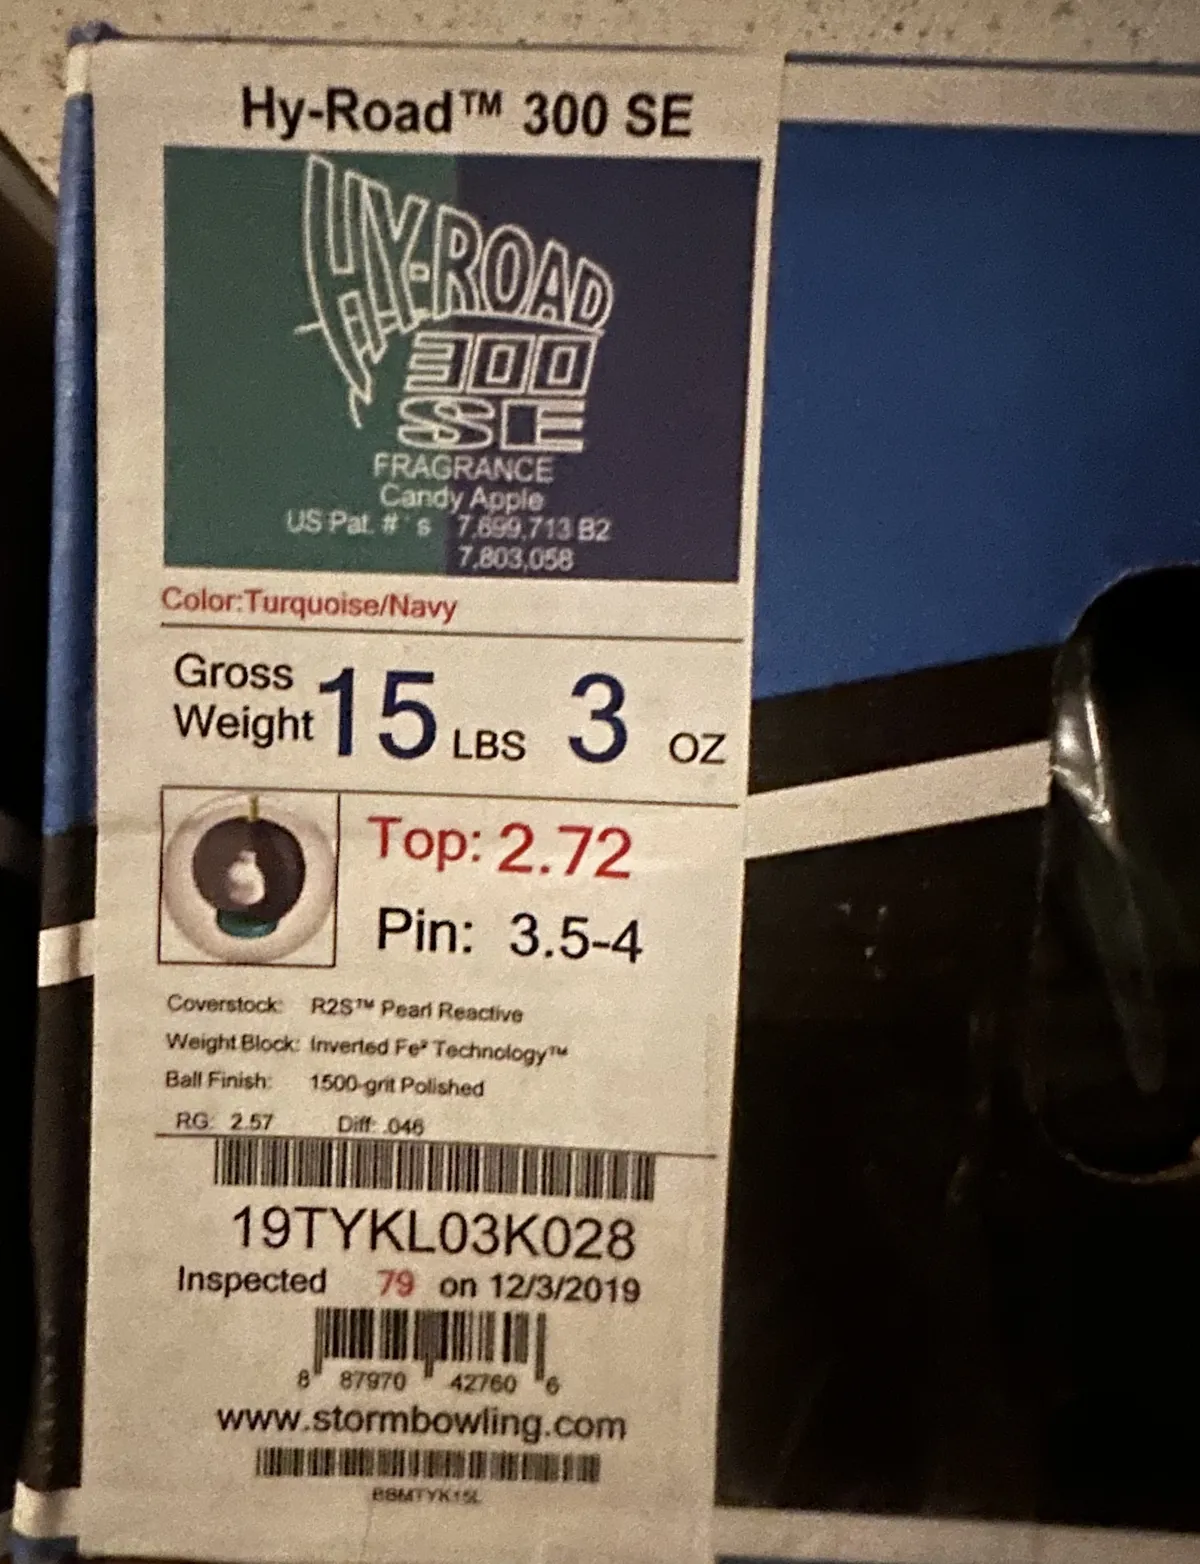 Hy-Road™ 300 SE
HY-ROAD
300
SE
FRAGRANCE
Candy Apple
US Pat. #'s 7,699,713 B2
7,803,058
Color:Turquoise/Navy
Gross Weight 15 LBS 3 OZ
Top: 2.72
Pin: 3.5-4
Coverstock: R2S™ Pearl Reactive
Weight Block: Inverted Fe² Technology™
Ball Finish: 1500-grit Polished
RG: 2.57 Diff: .046
19TYKL03K028
Inspected 79 on 12/3/2019
8 87970 42760 6
www.stormbowling.com
BBMTYK15L